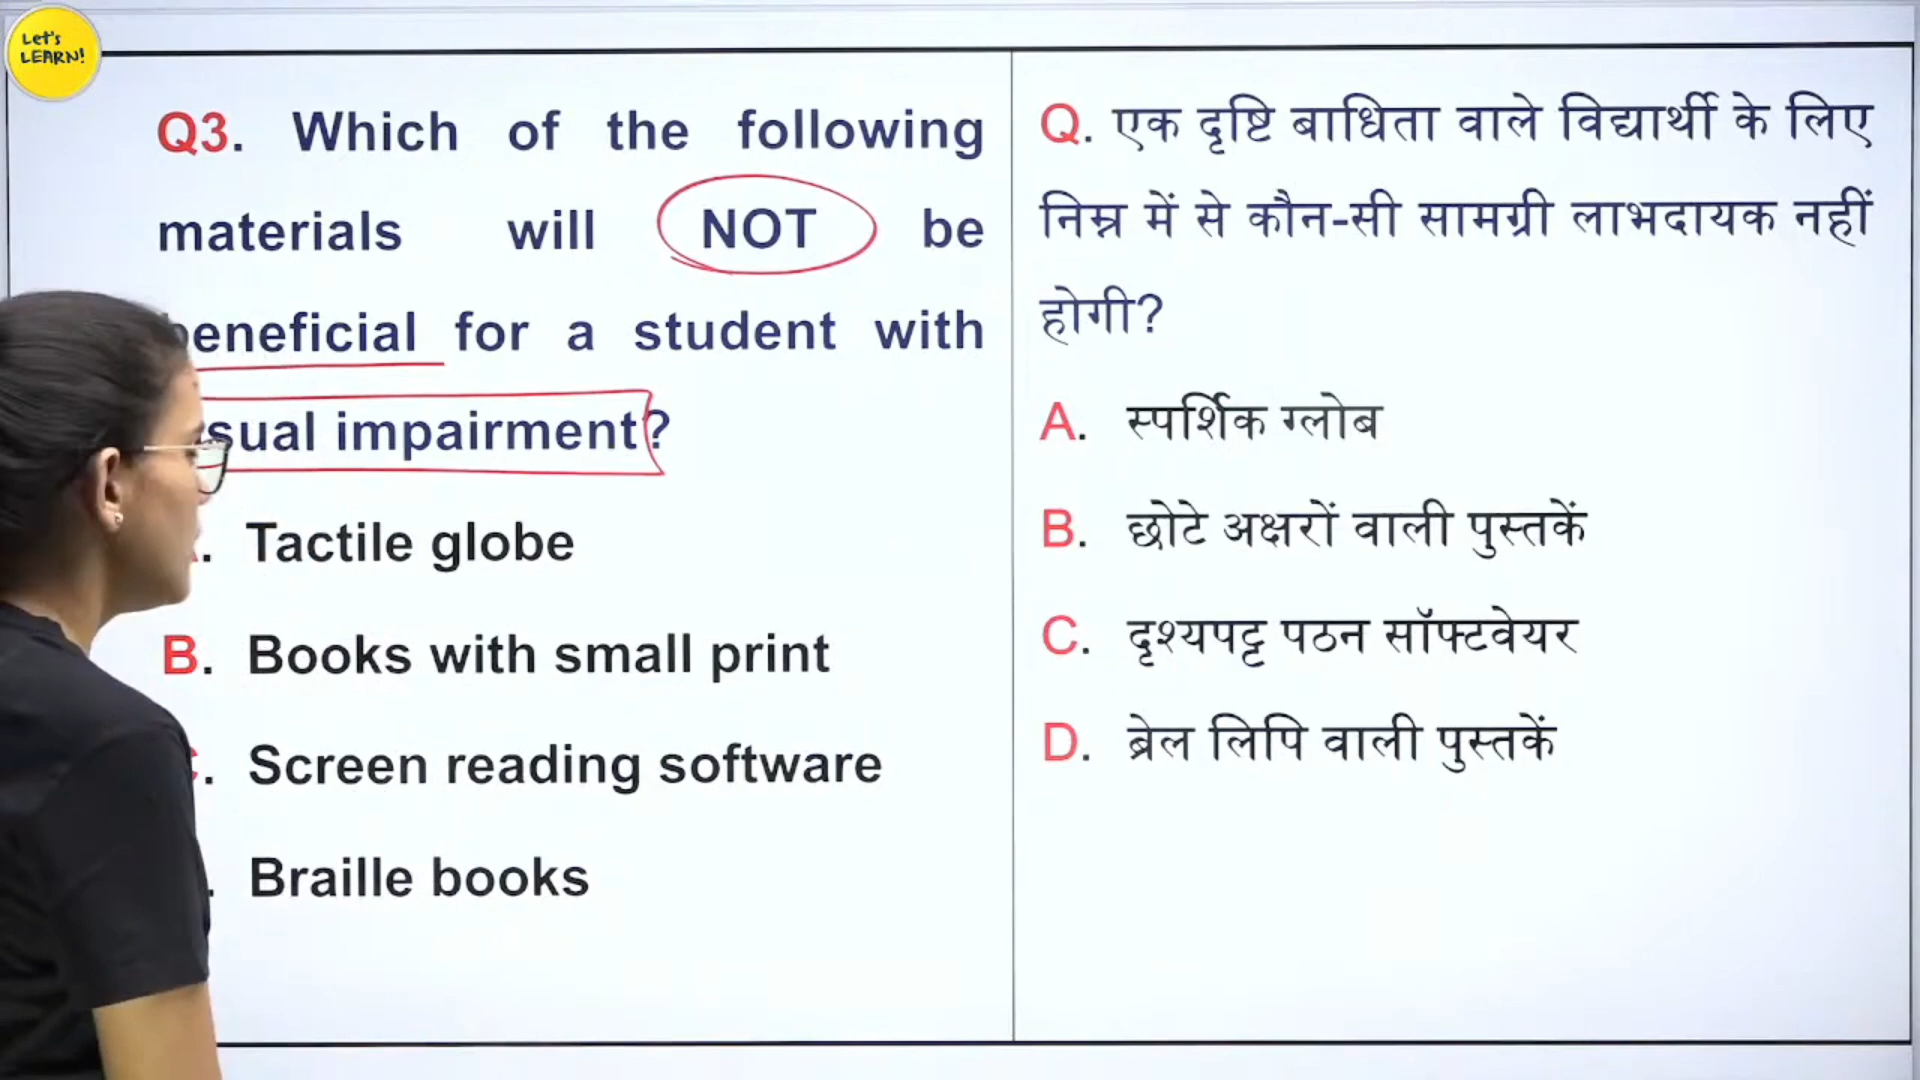 Let's
LEARN!
Q3. Which of the following
materials will NOT be
for a student with
impairment?
Tactile globe
B. Books with small print
Screen reading software
Braille books
Q. एक दृष्टि बाधिता वाले विद्यार्थी के लिए
निम्न में से कौन-सी सामग्री लाभदायक नहीं
होगी?
A. स्पर्शिक ग्लोब
B. छोटे अक्षरों वाली पुस्तकें
C. दृश्यपट्ट पठन सॉफ्टवेयर
D. ब्रेल लिपि वाली पुस्तकें